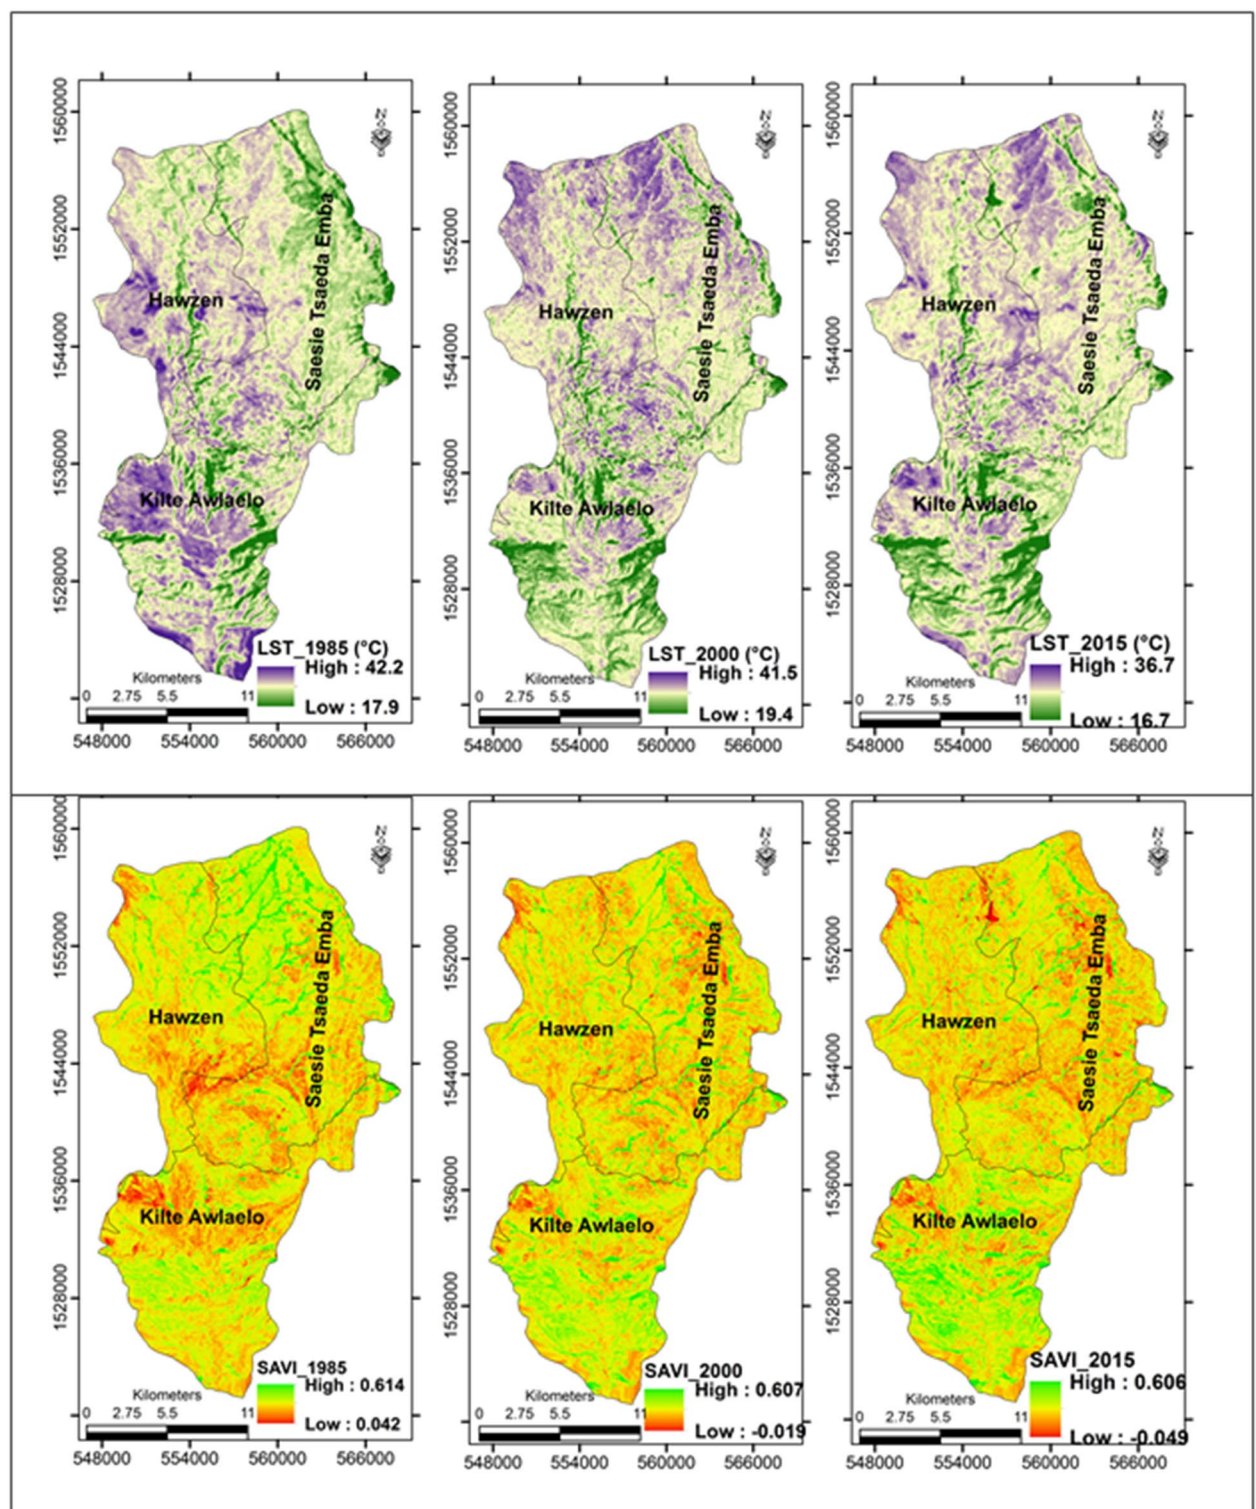 1560000
1552000
1544000
1536000
1528000
N
Hawzen
Saesie Tsaeda Emba
Kilte Awlaelo
LST_1985 (°C)
High : 42.2
Low : 17.9
Kilometers
0 2.75 5.5 11
548000 554000 560000 566000
1560000
1552000
1544000
1536000
1528000
N
Hawzen
Saesie Tsaeda Emba
Kilte Awlaelo
LST_2000 (°C)
High : 41.5
Low : 19.4
Kilometers
0 2.75 5.5 11
548000 554000 560000 566000
1560000
1552000
1544000
1536000
1528000
N
Hawzen
Saesie Tsaeda Emba
Kilte Awlaelo
LST_2015 (°C)
High : 36.7
Low : 16.7
Kilometers
0 2.75 5.5 11
548000 554000 560000 566000
1560000
1552000
1544000
1536000
1528000
N
Hawzen
Saesie Tsaeda Emba
Kilte Awlaelo
SAVI_1985
High : 0.614
Low : 0.042
Kilometers
0 2.75 5.5 11
548000 554000 560000 566000
1560000
1552000
1544000
1536000
1528000
N
Hawzen
Saesie Tsaeda Emba
Kilte Awlaelo
SAVI_2000
High : 0.607
Low : -0.019
Kilometers
0 2.75 5.5 11
548000 554000 560000 566000
1560000
1552000
1544000
1536000
1528000
N
Hawzen
Saesie Tsaeda Emba
Kilte Awlaelo
SAVI_2015
High : 0.606
Low : -0.049
Kilometers
0 2.75 5.5 11
548000 554000 560000 566000